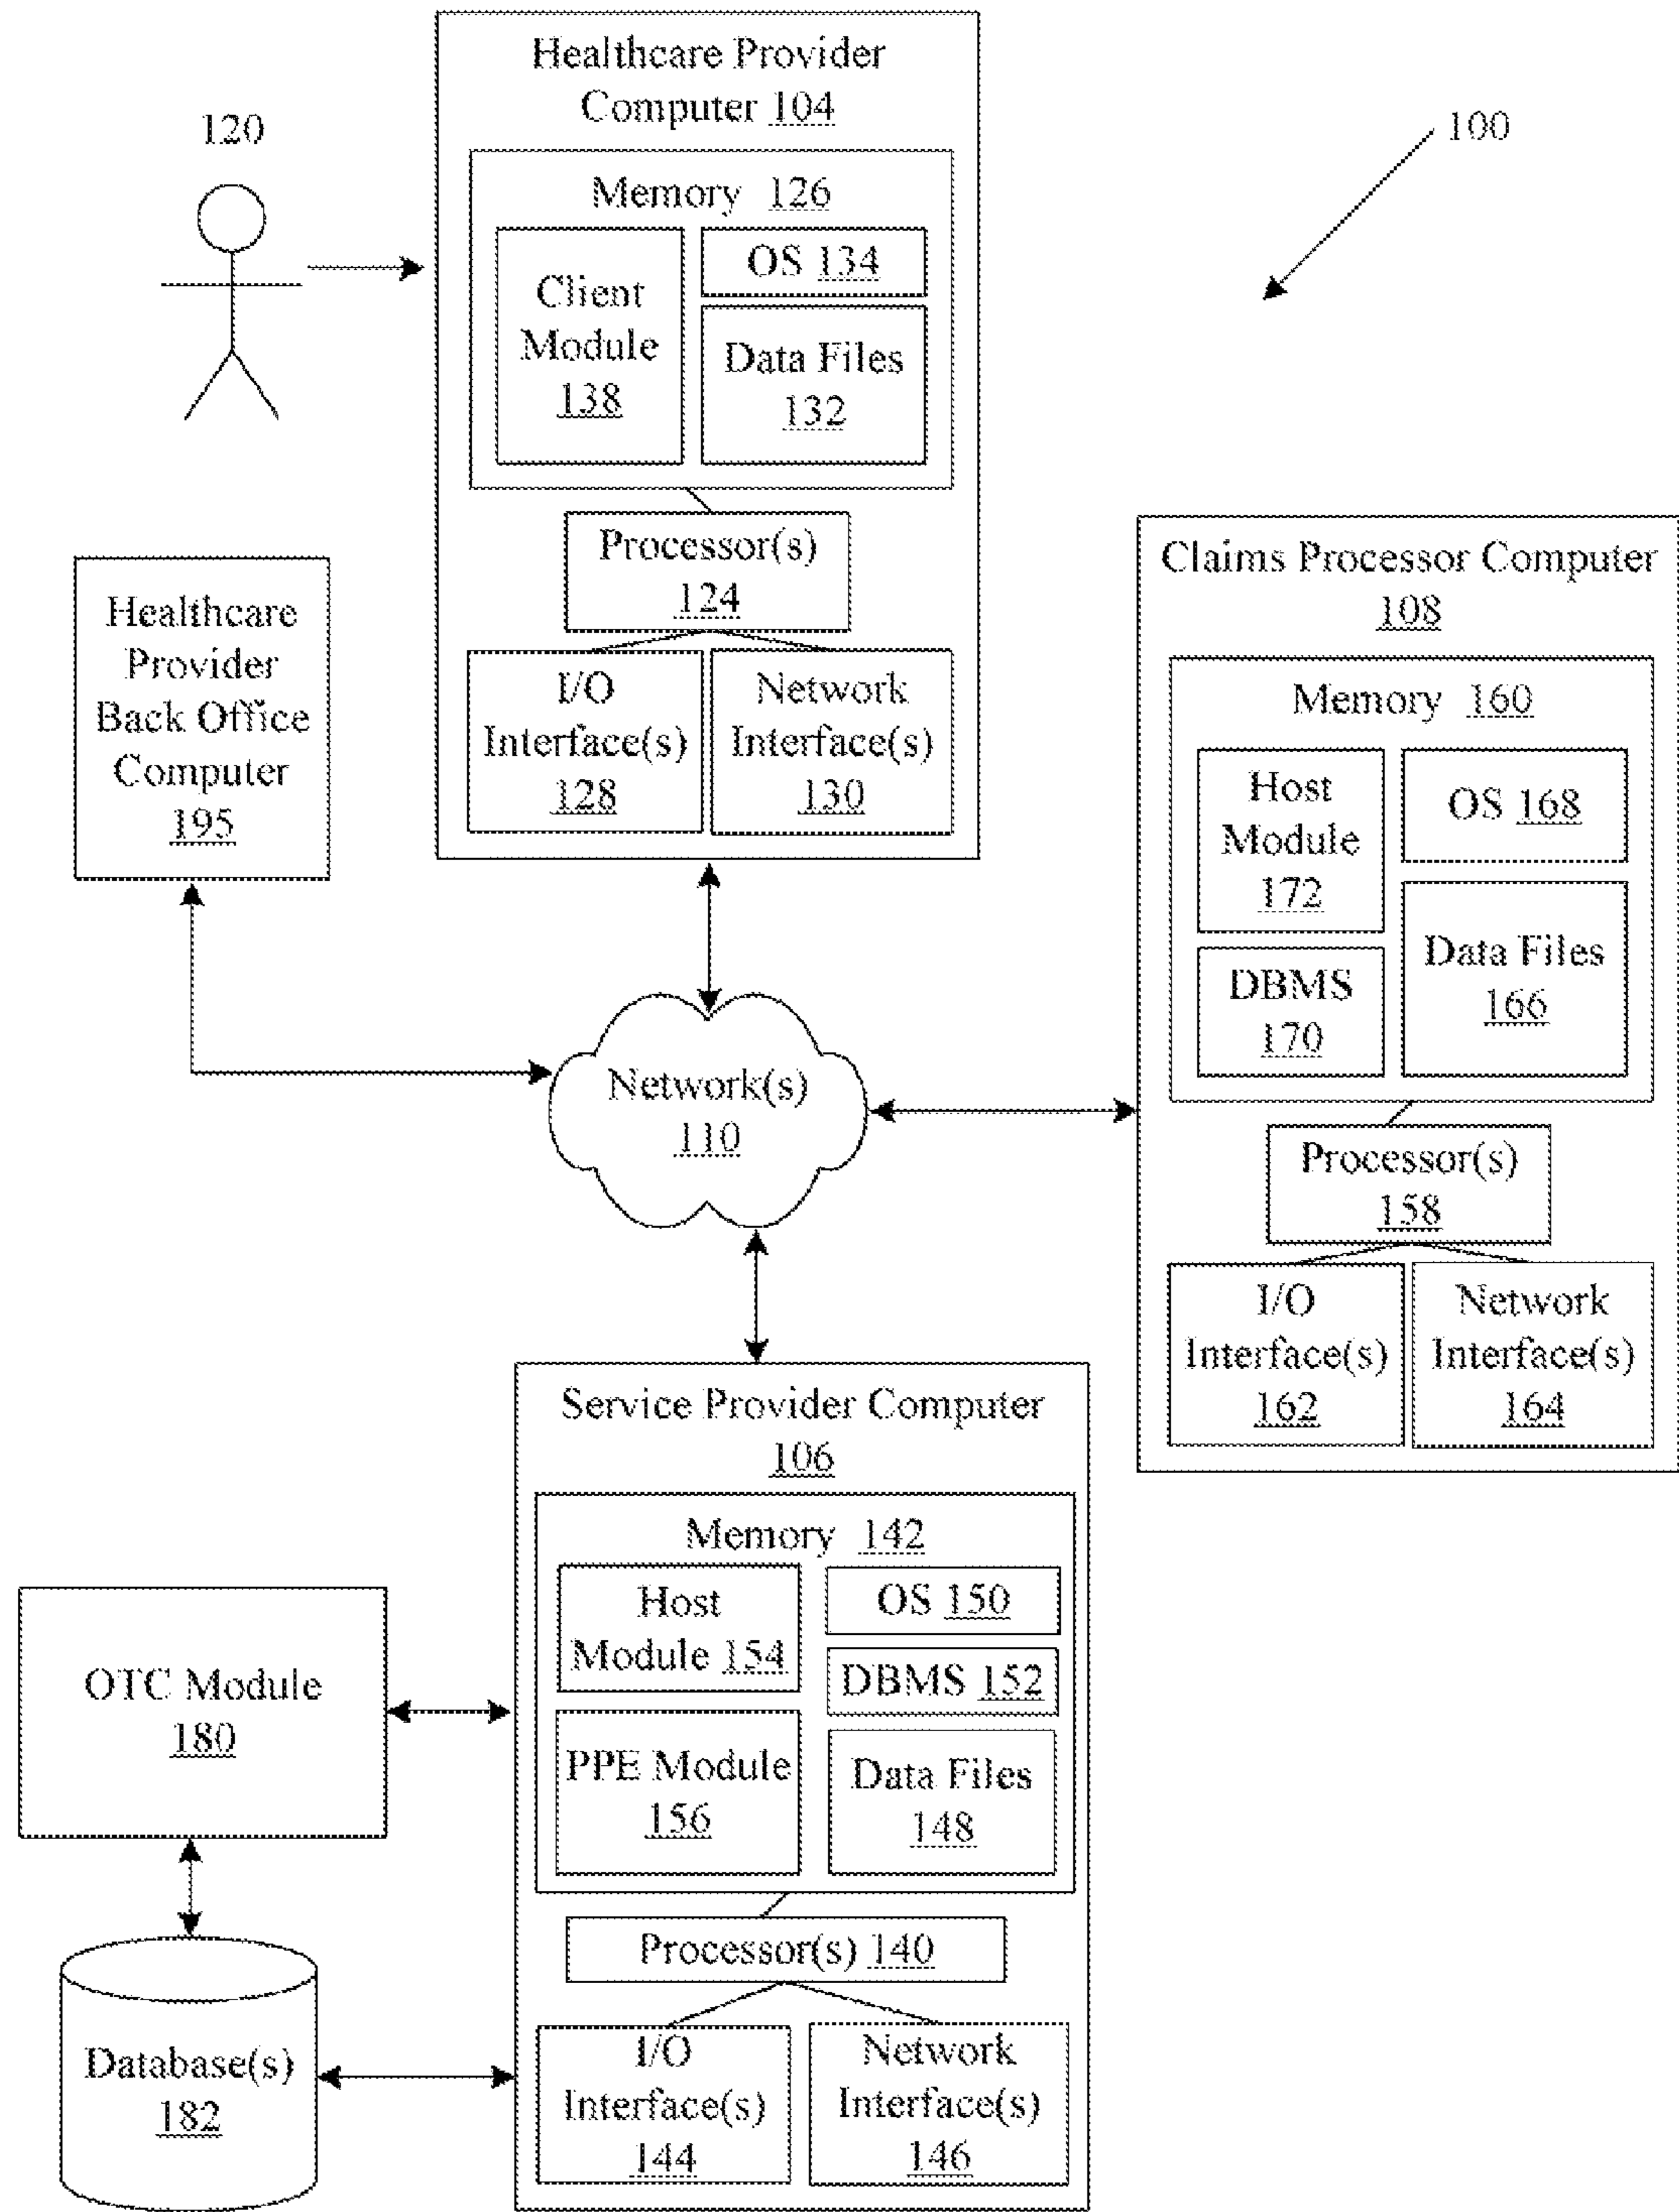 Healthcare Provider
Computer 104
120
100
Memory 126
Client
Module
138
OS 134
Data Files
132
Processor(s)
124
I/O
Interface(s)
128
Network
Interface(s)
130
Healthcare
Provider
Back Office
Computer
195
Claims Processor Computer
108
Memory 160
Host
Module
172
OS 168
DBMS
170
Data Files
166
Processor(s)
158
I/O
Interface(s)
162
Network
Interface(s)
164
Network(s)
110
Service Provider Computer
106
Memory 142
Host
Module 154
OS 150
DBMS 152
PPE Module
156
Data Files
148
Processor(s) 140
I/O
Interface(s)
144
Network
Interface(s)
146
OTC Module
180
Database(s)
182